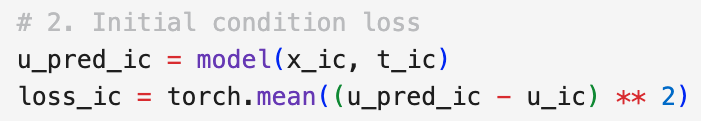 # 2. Initial condition loss
u_pred_ic = model(x_ic, t_ic)
loss_ic = torch.mean((u_pred_ic - u_ic) ** 2)